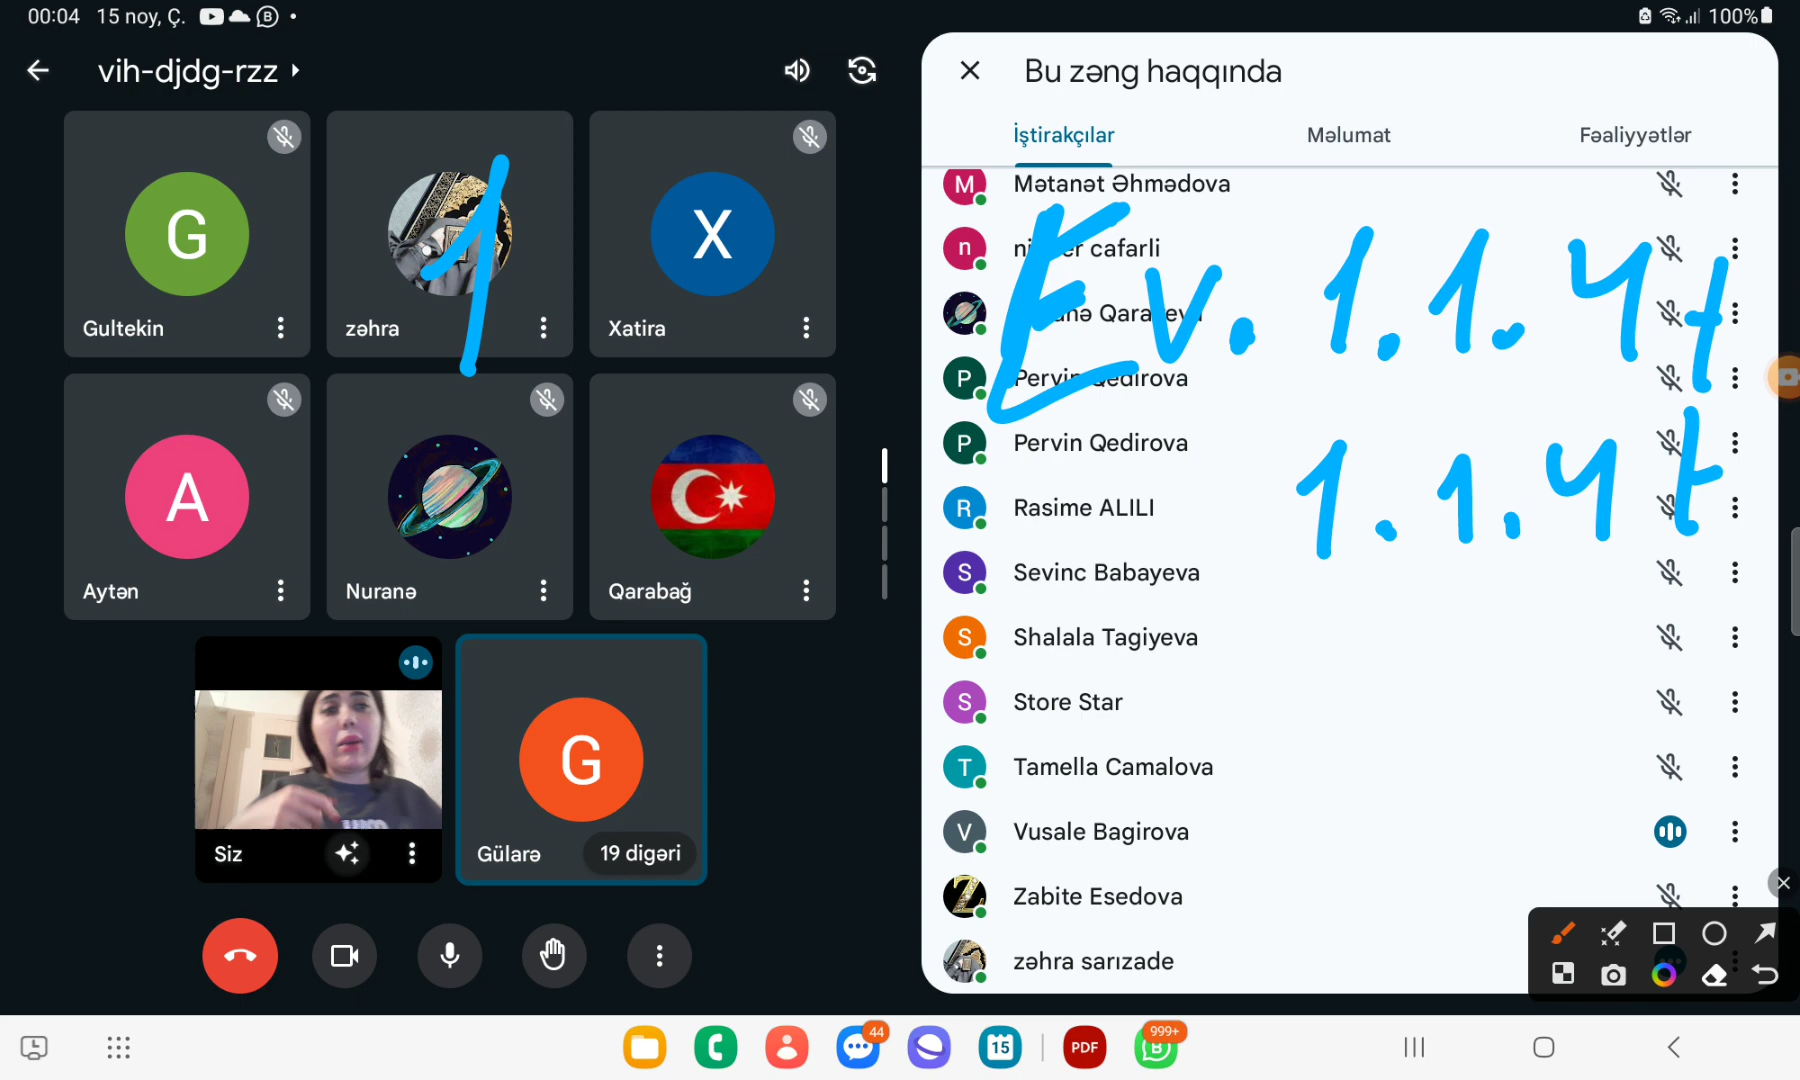 00:04 15 noy, Ç. 100%
vih-djdg-rzz
Gultekin
zəhra
X
Xatira
G
A
Aytən
Nuranə
Qarabağ
Siz
G
Gülarə
19 digəri
1
Bu zəng haqqında
İştirakçılar
Məlumat
Fəaliyyətlər
M Mətanət Əhmədova
n cafarli
P Pervin Qedirova
P Pervin Qedirova
R Rasime ALILI
S Sevinc Babayeva
S Shalala Tagiyeva
S Store Star
T Tamella Camalova
V Vusale Bagirova
Z Zabite Esedova
zəhra sarızade
Ev. 1.1.4t
1.1.4t
44
15
PDF
999+
B